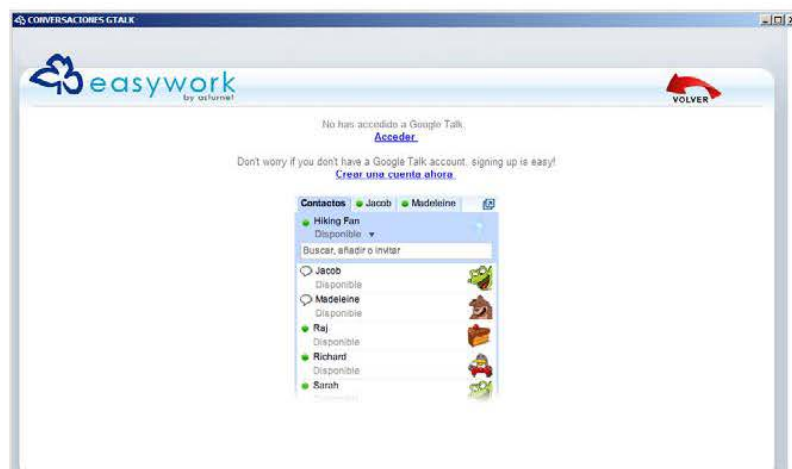 CONVERSACIONES GTALK
easywork
by asturnet
VOLVER
No has accedido a Google Talk.
Acceder
Don't worry if you don't have a Google Talk account, signing up is easy!
Crear una cuenta ahora
Contactos Jacob Madeleine
Hiking Fan
Disponible
Buscar, añadir o invitar
Jacob
Disponible
Madeleine
Disponible
Raj
Disponible
Richard
Disponible
Sarah